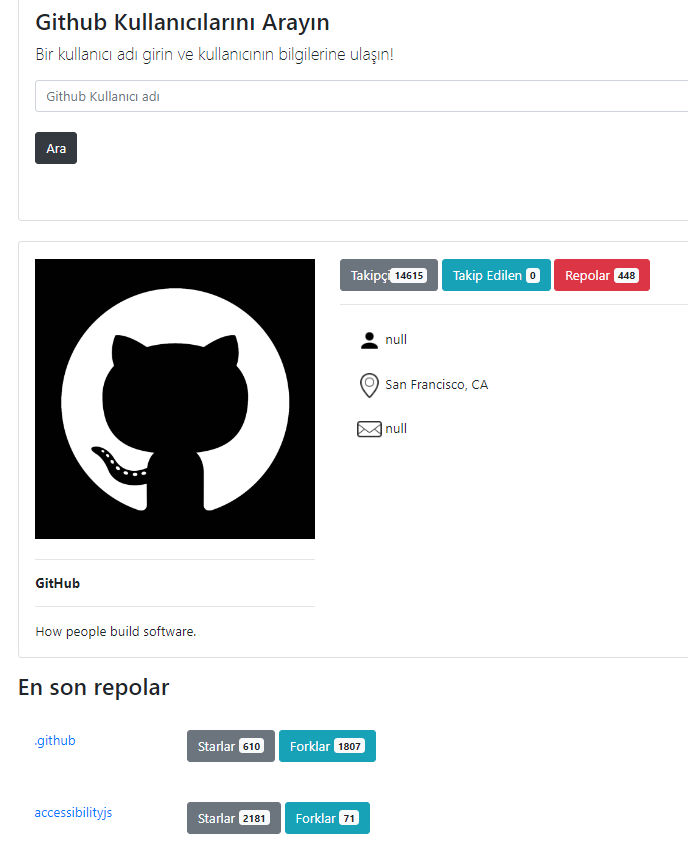 Github Kullanıcılarını Arayın
Bir kullanıcı adı girin ve kullanıcının bilgilerine ulaşın!
Github Kullanıcı adı
Ara
Takipçi 14615 Takip Edilen 0 Repolar 448
null
San Francisco, CA
null
GitHub
How people build software.
En son repolar
.github Starlar 610 Forklar 1807
accessibilityjs Starlar 2181 Forklar 71